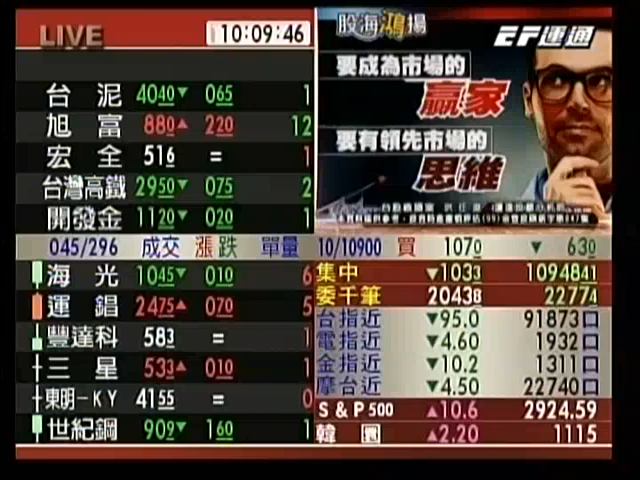 LIVE 10:09:46
台泥 4040▼ 065 1
旭富 880▲ 220 12
宏全 516 = 1
台灣高鐵 2950▼ 075 2
開發金 1120▼ 020 1
045/296 成交 漲跌 單量
海光 1045▼ 010 6
運錩 2475▲ 070 5
豐達科 583 = 1
三星 533▲ 010 1
東明-KY 4155 = 0
世紀鋼 909▼ 160 1
股海鴻揚
EF運通
要成為市場的
贏家
要有領先市場的
思維
10/10900 買 1070 ▼ 630
集中 ▼1033 1094841
委千筆 20438 22774
台指近 ▼95.0 91873口
電指近 ▼4.60 1932口
金指近 ▼10.2 1311口
摩台近 ▼4.50 22740口
S&P500 ▲10.6 2924.59
韓圜 ▲2.20 1115